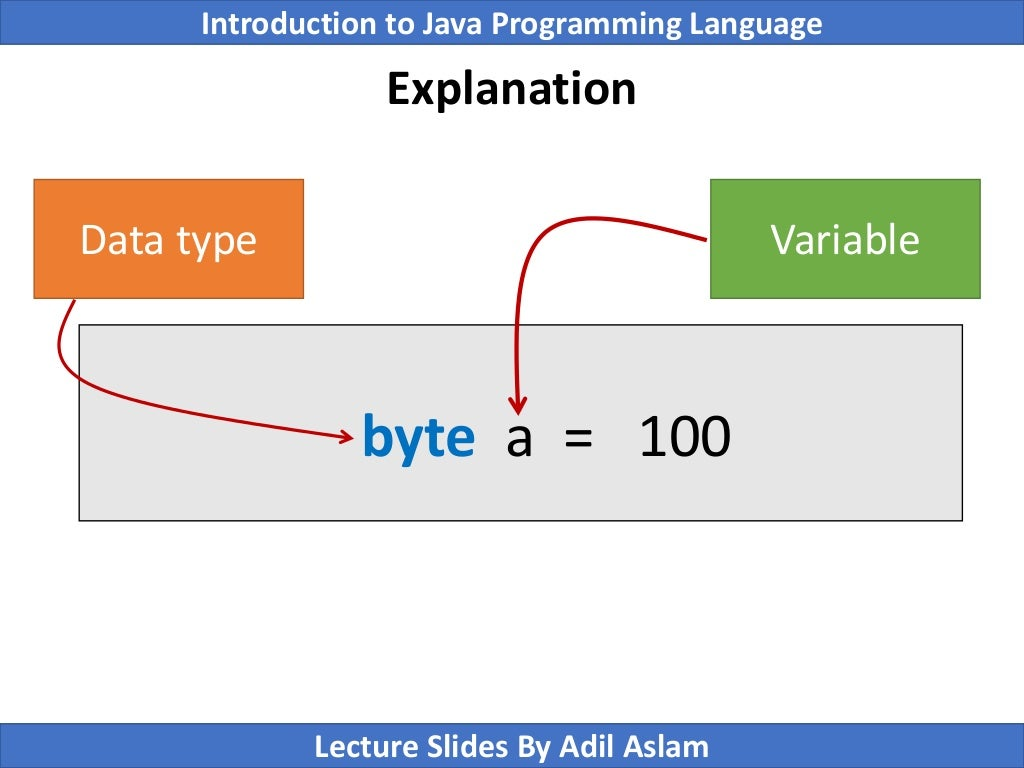 Introduction to Java Programming Language
Explanation
Data type
Variable
byte a = 100
Lecture Slides By Adil Aslam